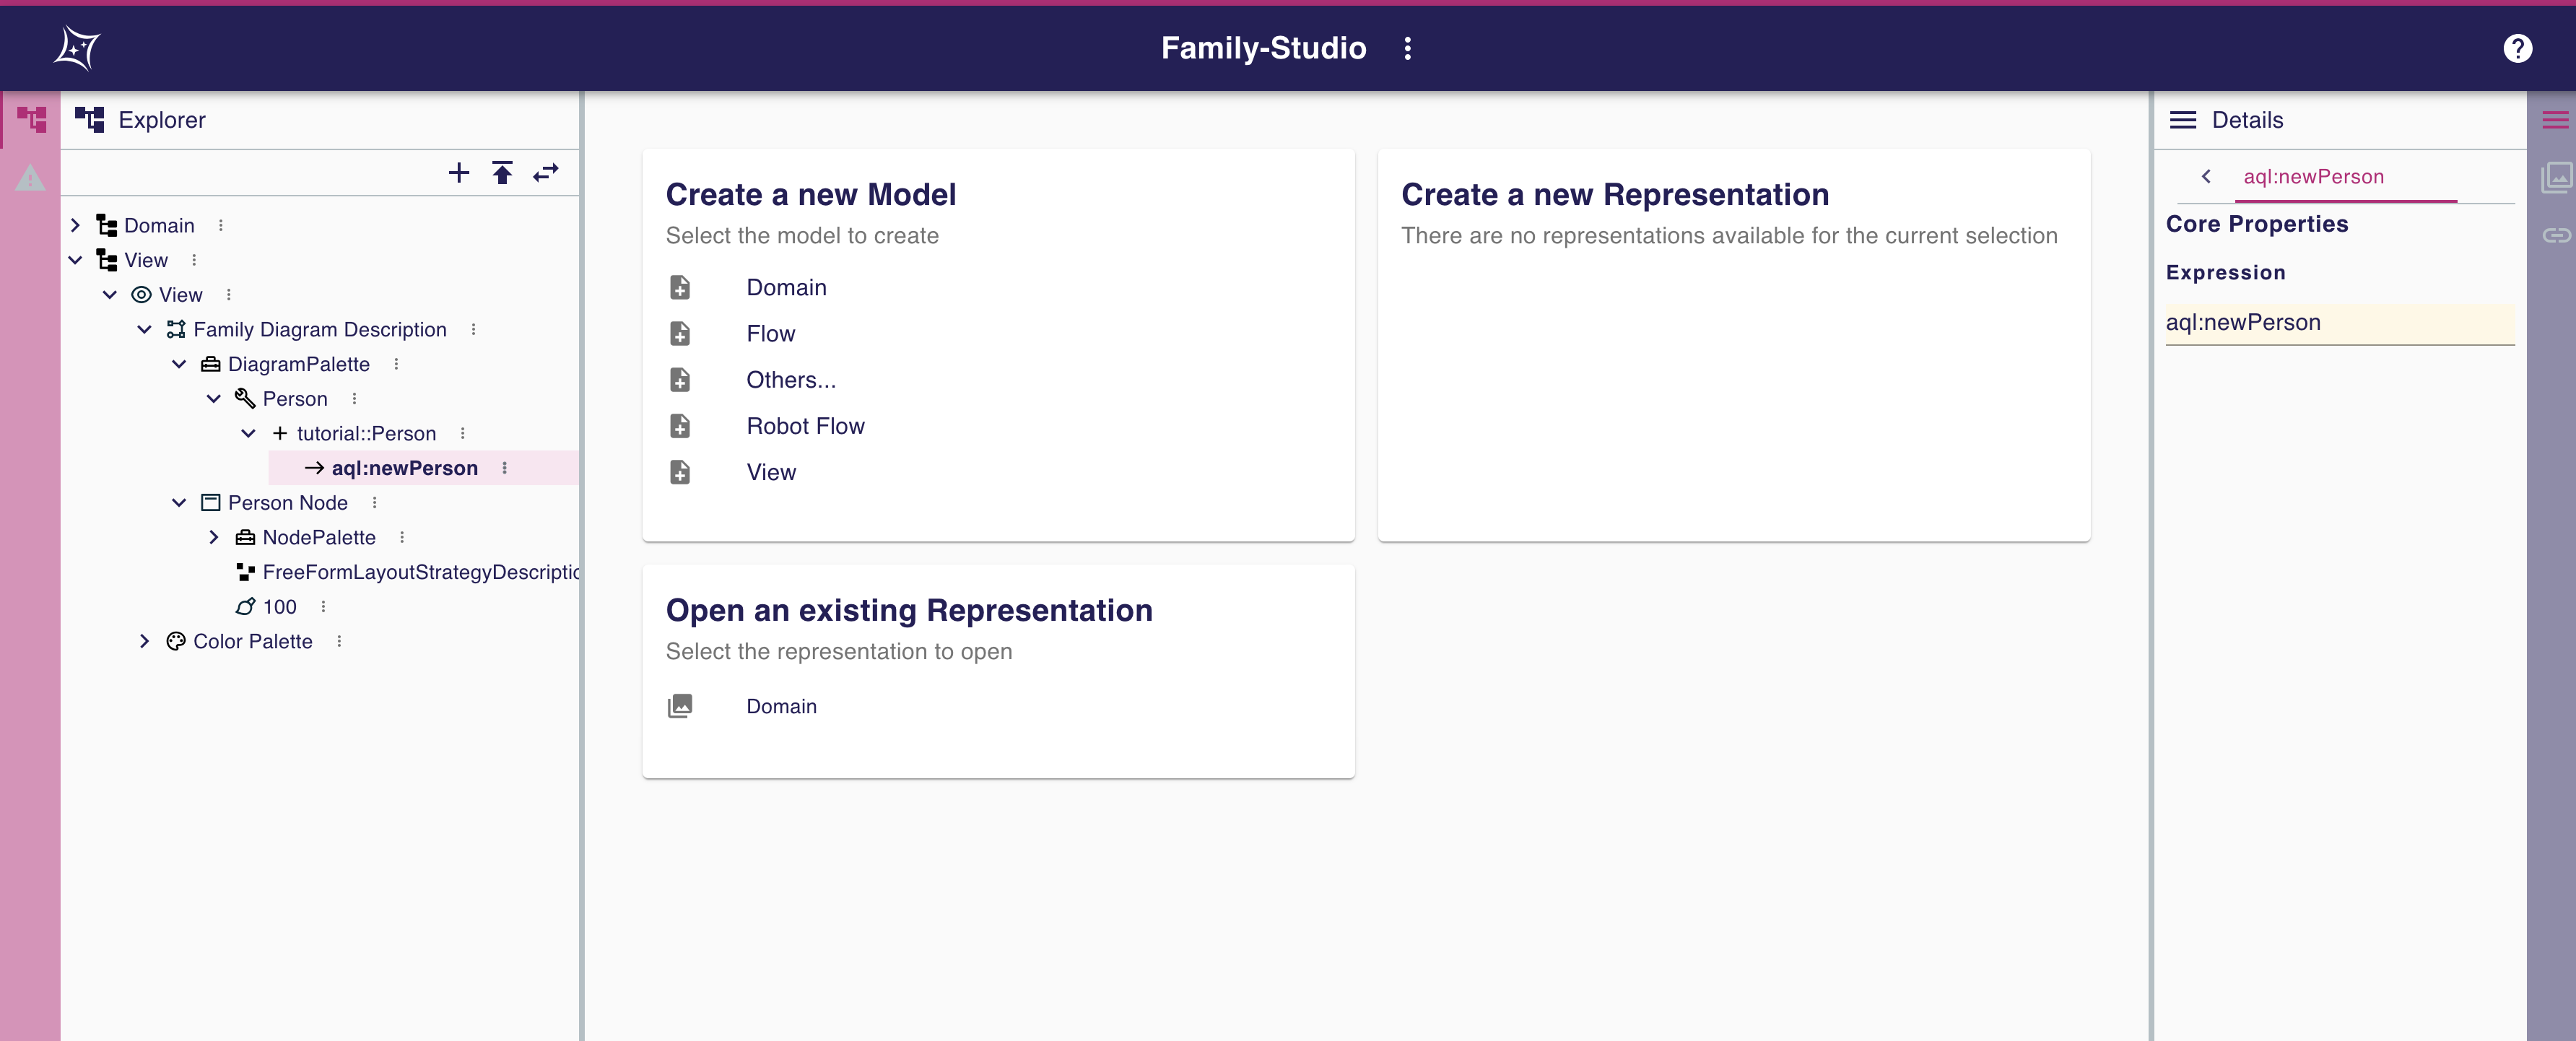 Family-Studio
Explorer
Domain
View
View
Family Diagram Description
DiagramPalette
Person
tutorial::Person
aql:newPerson
Person Node
NodePalette
FreeFormLayoutStrategyDescriptio
100
Color Palette
Create a new Model
Select the model to create
Domain
Flow
Others...
Robot Flow
View
Create a new Representation
There are no representations available for the current selection
Open an existing Representation
Select the representation to open
Domain
Details
aql:newPerson
Core Properties
Expression
aql:newPerson